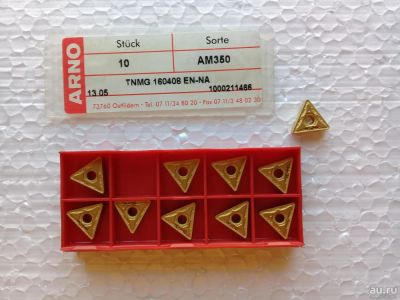 ARNO
Stück Sorte
10 AM350
TNMG 160408 EN-NA
13.05 1000211466
73760 Ostfildern • Tel. 07 11/34 80 20 • Fax 07 11/3 48 02 30
au.ru